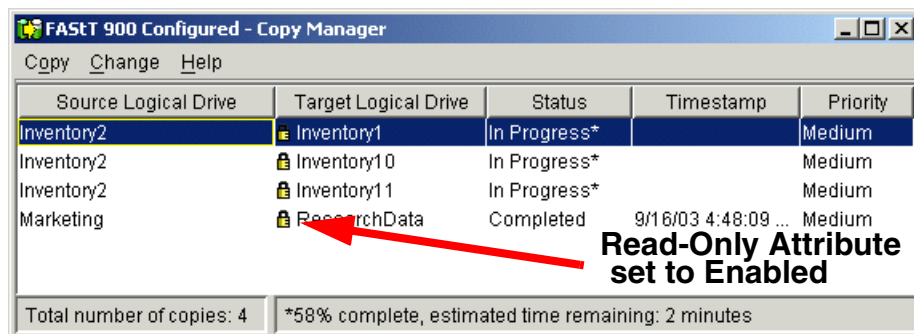 FAStT 900 Configured - Copy Manager
Copy Change Help
Source Logical Drive Target Logical Drive Status Timestamp Priority
Inventory2 Inventory1 In Progress* Medium
Inventory2 Inventory10 In Progress* Medium
Inventory2 Inventory11 In Progress* Medium
Marketing ResearchData Completed 9/16/03 4:48:09 ... Medium
Read-Only Attribute
set to Enabled
Total number of copies: 4 *58% complete, estimated time remaining: 2 minutes